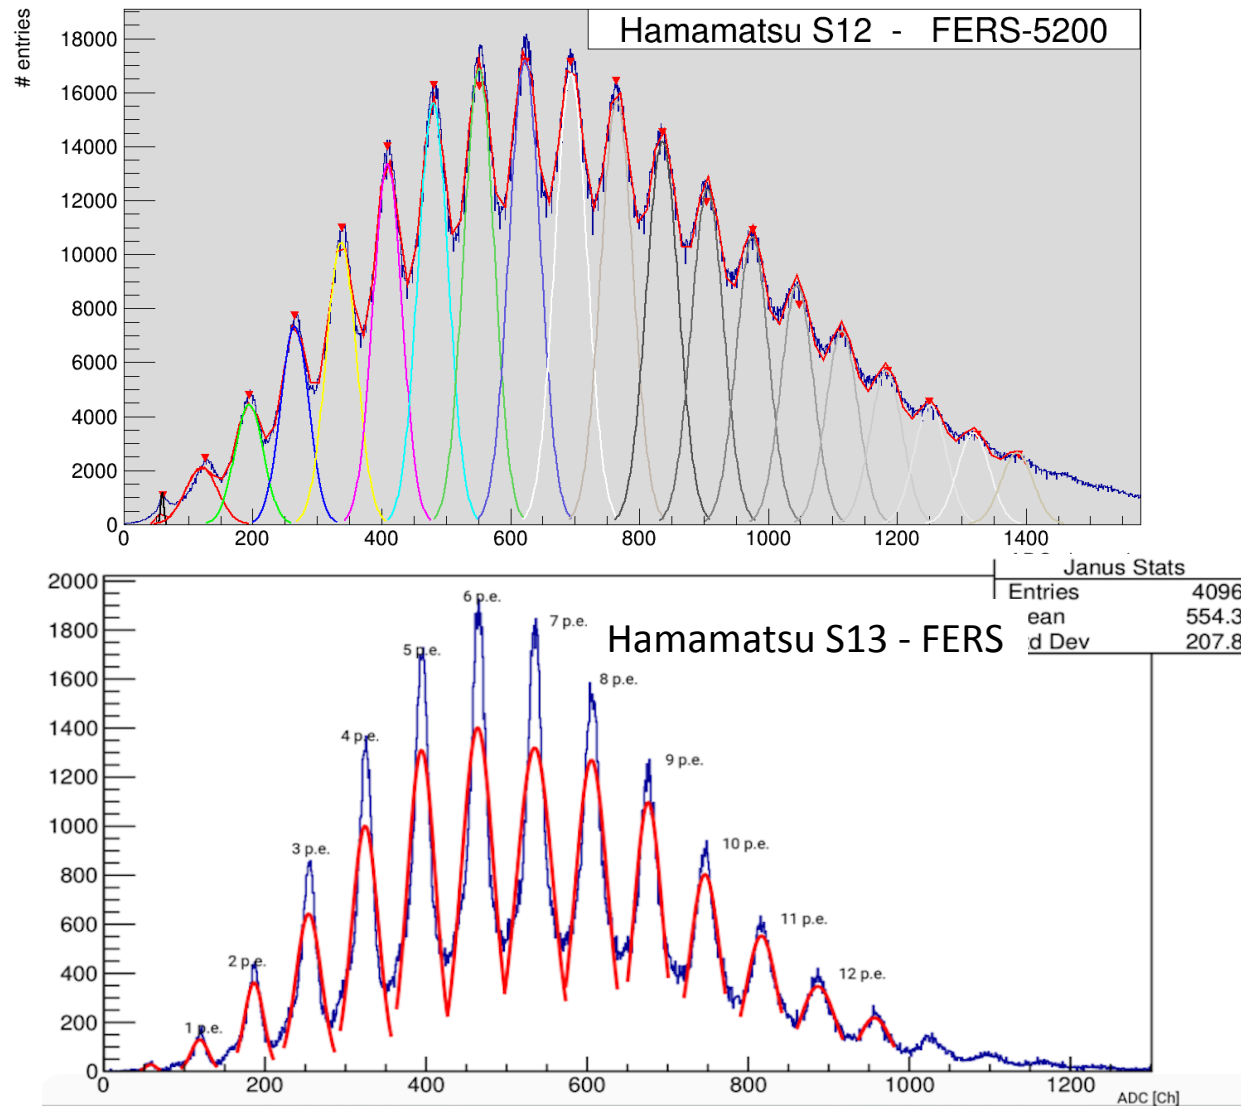 Hamamatsu S12 - FERS-5200
# entries
18000
16000
14000
12000
10000
8000
6000
4000
2000
0
0 200 400 600 800 1000 1200 1400
Janus Stats
Entries 4096
ean 554.3
d Dev 207.8
Hamamatsu S13 - FERS
2000
1800
1600
1400
1200
1000
800
600
400
200
0
1 p.e.
2 p.e.
3 p.e.
4 p.e.
5 p.e.
6 p.e.
7 p.e.
8 p.e.
9 p.e.
10 p.e.
11 p.e.
12 p.e.
0 200 400 600 800 1000 1200
ADC [Ch]